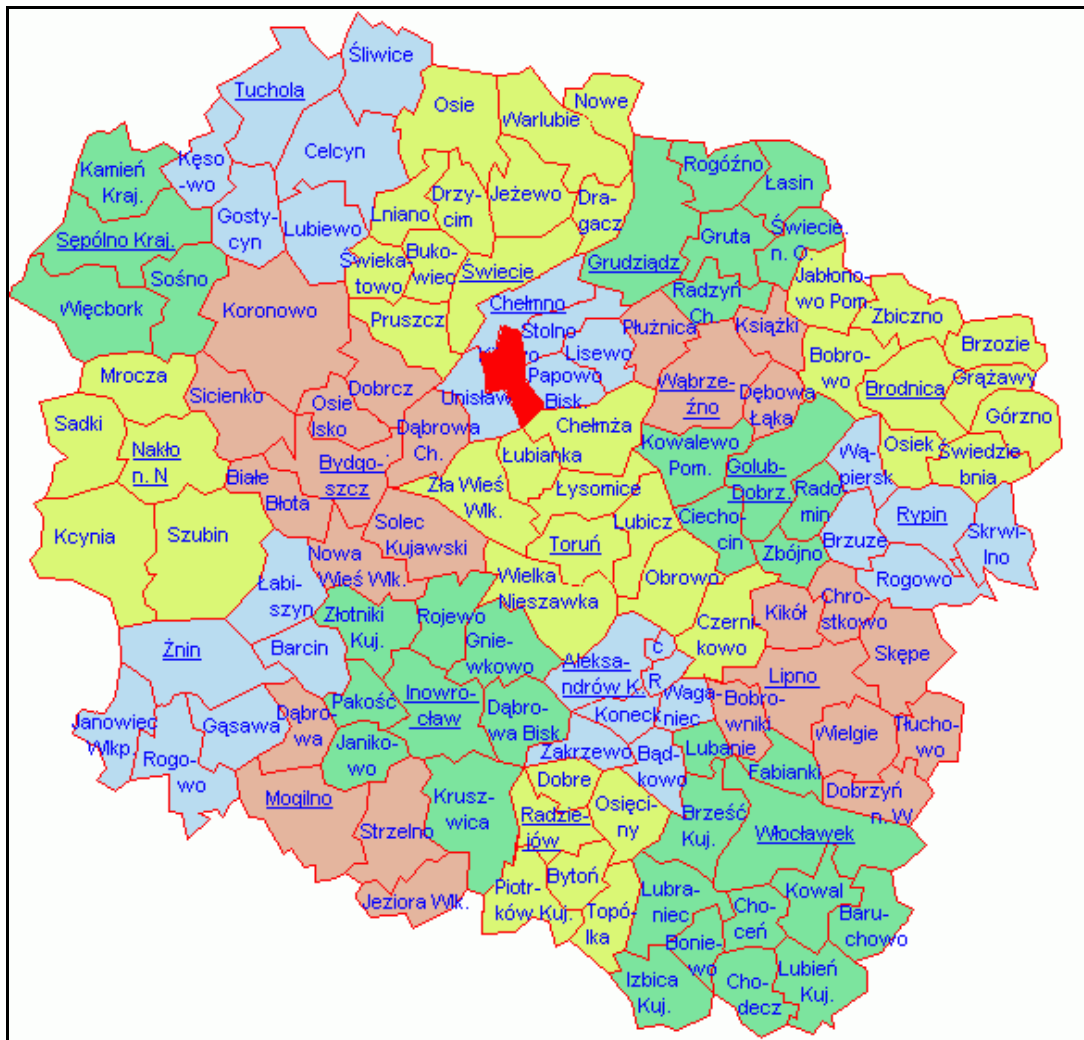 Śliwice
Tuchola
Osie
Nowe
Warlubie
Kamień
Kraj.
Kęso
-wo
Celcyn
Rogóźno
Łasin
Jeżewo
Drzy-
cim
Dra-
gacz
Lniano
Gosty-
cyn
Lubiewo
Sępólno Kraj.
Gruta
Świecie.
n. O.
Buko-
wiec
Świeka-
towo
Świecie
Grudziądz
Sośno
Więcbork
Koronowo
Radzyń
Ch.
Jabłono-
wo Pom.
Zbiczno
Chełmno
Pruszcz
Stolno
Płużnica
Książki
Brzozie
Lisewo
Bobro-
wo
Mrocza
Dobrcz
Papowo
Bisk.
Wąbrze-
źno
Dębowa
Łąka
Brodnica
Grążawy
Sicienko
Unisław
Górzno
Sadki
Osie
lsko
Dąbrowa
Ch.
Chełmża
Kowalewo
Pom.
Osiek
Świedzie
bnia
Nakło
n. N
Bydgo-
szcz
Łubianka
Wą-
piersk
Białe
Błota
Zła Wieś
Wlk.
Łysomice
Golub-
Dobrz.
Rado
min
Rypin
Skrwi-
lno
Kcynia
Szubin
Solec
Kujawski
Lubicz
Ciecho-
cin
Brzuze
Toruń
Zbójno
Nowa
Wieś Wlk.
Rogowo
Łabi-
szyn
Wielka
Nieszawka
Obrowo
Złotniki
Kuj.
Rojewo
Czerni-
kowo
Kikół
Chro-
stkowo
Żnin
Barcin
Gnie-
wkowo
c
Skępe
Aleksa-
ndrów K.
R
Lipno
Pakość
Inowro-
cław
Waga-
niec
Bobro-
wniki
Janowiec
Wlkp.
Gąsawa
Dąbro-
wa
Dąbro-
wa Bisk
Koneck
Wielgie
Tłucho-
wo
Rogo-
wo
Janiko-
wo
Zakrzewo
Bąd-
kowo
Lubanie
Fabianki
Dobre
Dobrzyń
n. W
Mogilno
Krusz-
wica
Osięci-
ny
Brześć
Kuj.
Strzelno
Radzie-
jów
Włocławek
Bytoń
Jeziora Wlk.
Piotr-
ków Kuj.
Lubra-
niec
Kowal
Topó-
lka
Cho-
ceń
Baru-
chowo
Bonie-
wo
Izbica
Kuj.
Cho-
decz
Lubień
Kuj.